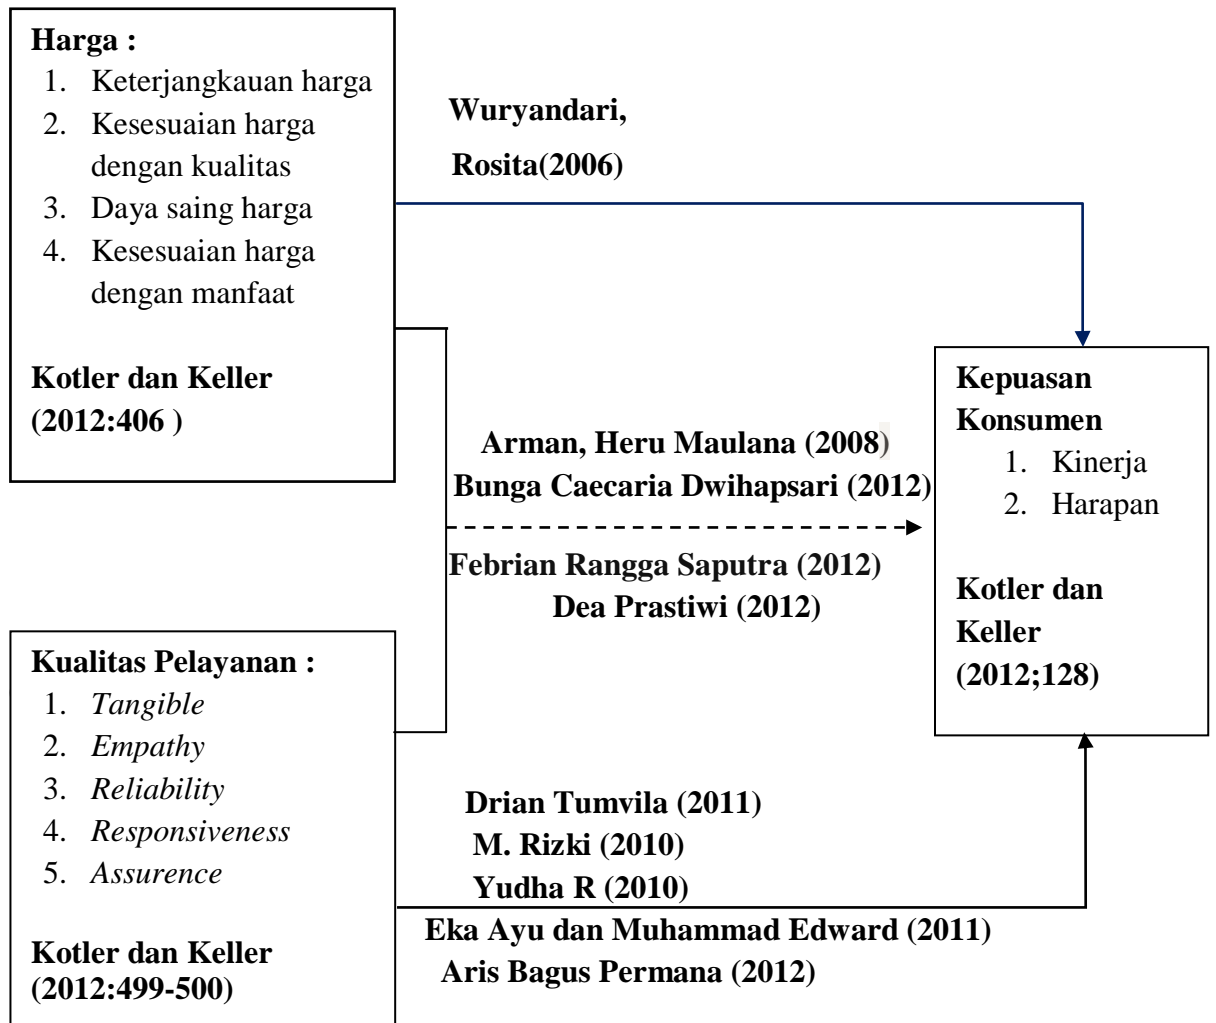 Harga :
1. Keterjangkauan harga
2. Kesesuaian harga
dengan kualitas
3. Daya saing harga
4. Kesesuaian harga
dengan manfaat
Kotler dan Keller
(2012:406 )
Wuryandari,
Rosita(2006)
Arman, Heru Maulana (2008)
Bunga Caecaria Dwihapsari (2012)
Febrian Rangga Saputra (2012)
Dea Prastiwi (2012)
Kepuasan
Konsumen
1. Kinerja
2. Harapan
Kotler dan
Keller
(2012;128)
Kualitas Pelayanan :
1. Tangible
2. Empathy
3. Reliability
4. Responsiveness
5. Assurence
Kotler dan Keller
(2012:499-500)
Drian Tumvila (2011)
M. Rizki (2010)
Yudha R (2010)
Eka Ayu dan Muhammad Edward (2011)
Aris Bagus Permana (2012)